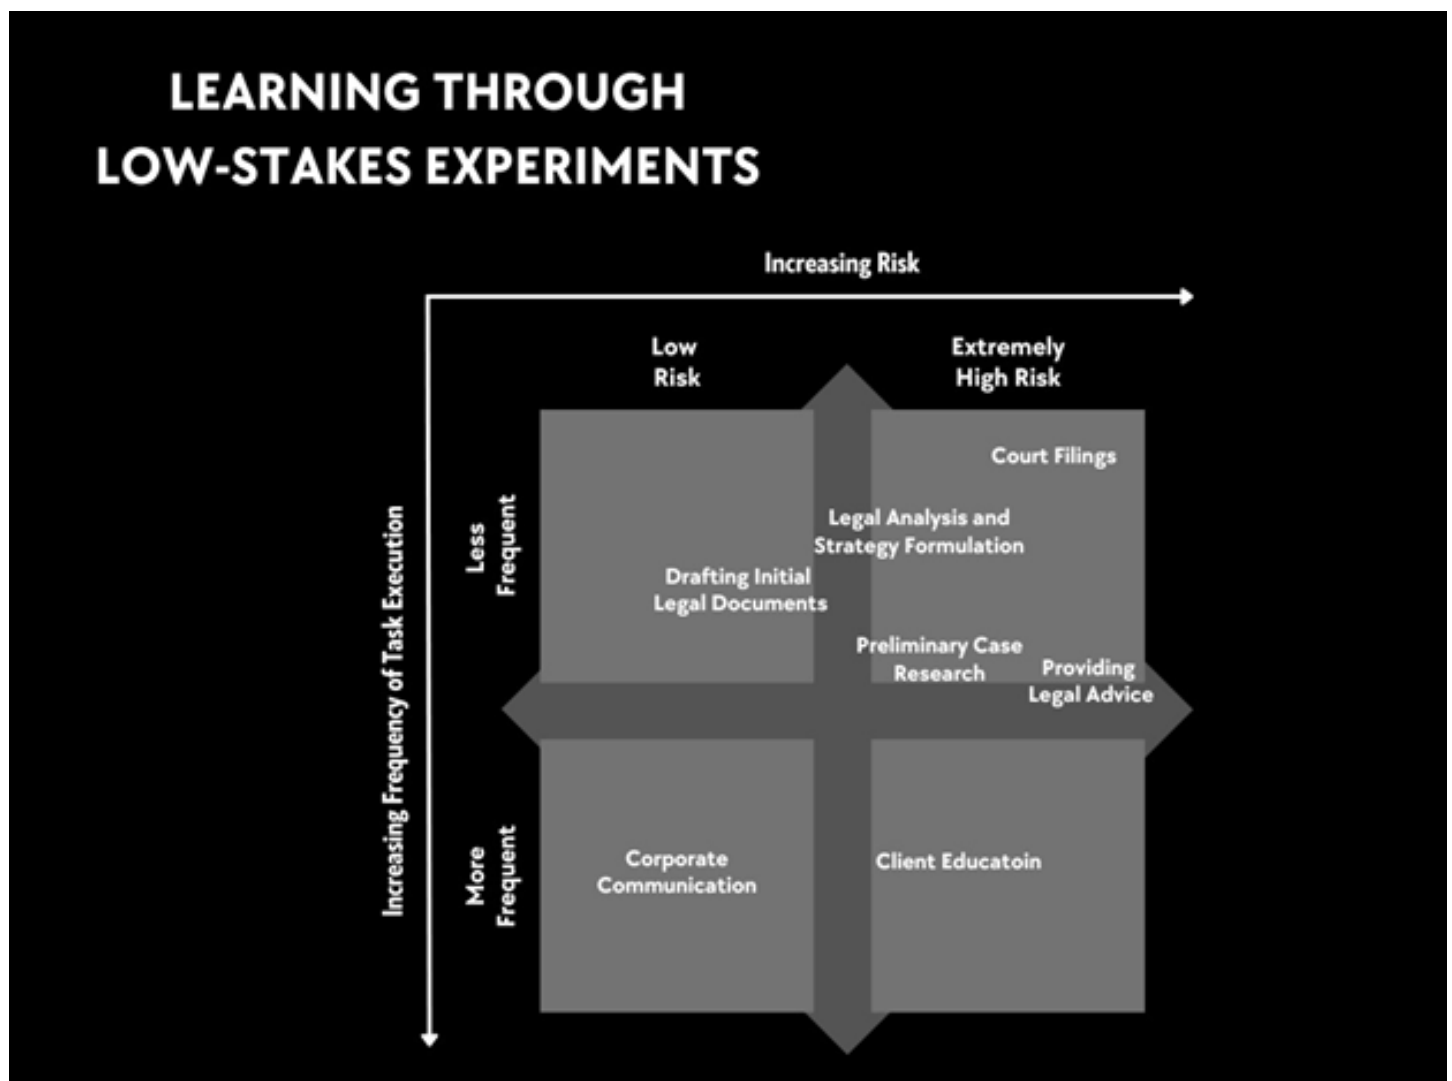 LEARNING THROUGH
LOW-STAKES EXPERIMENTS
Increasing Risk
Low
Risk
Extremely
High Risk
Increasing Frequency of Task Execution
Less
Frequent
Court Filings
Legal Analysis and
Strategy Formulation
Drafting Initial
Legal Documents
Preliminary Case
Research
Providing
Legal Advice
More
Frequent
Corporate
Communication
Client Educatoin